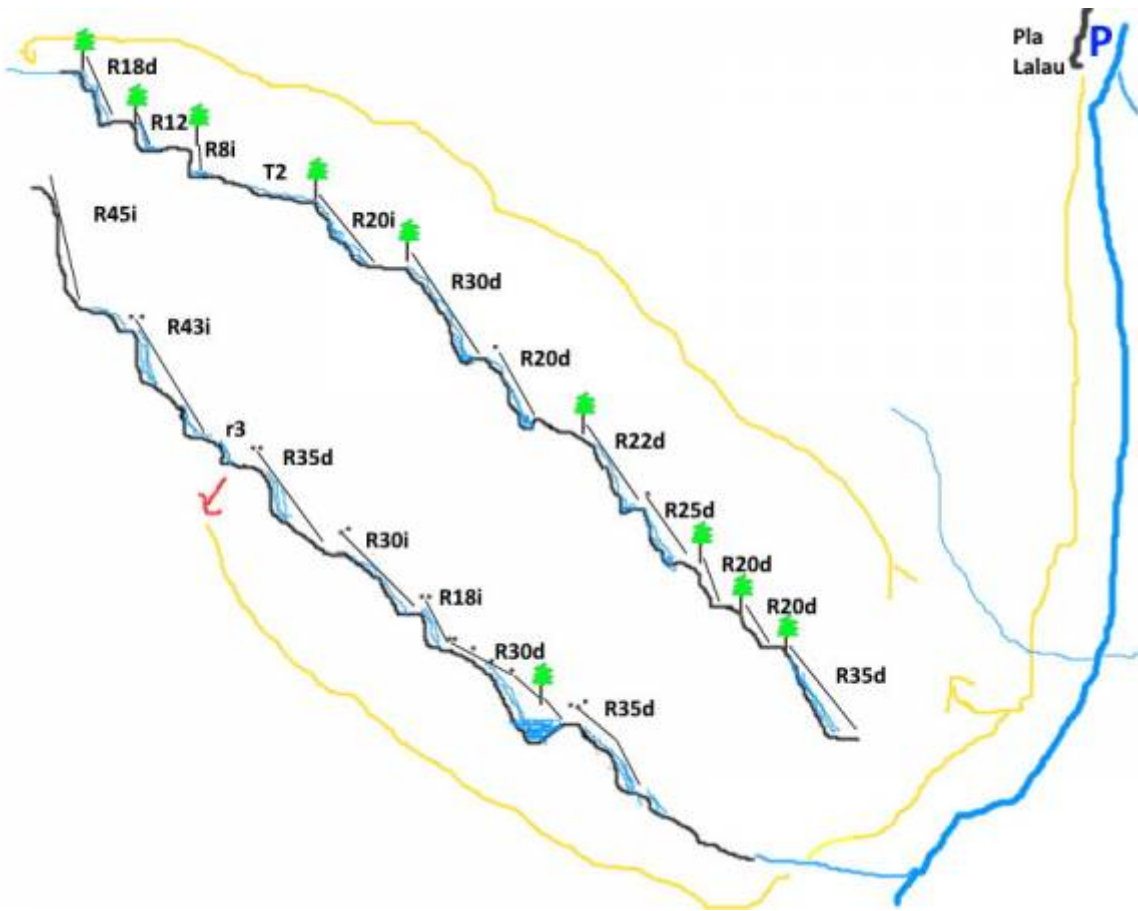 Pla
Lalau
P
R18d
R12
R8i
T2
R20i
R30d
R20d
R22d
R25d
R20d
R20d
R35d
R45i
R43i
r3
R35d
R30i
R18i
R30d
R35d